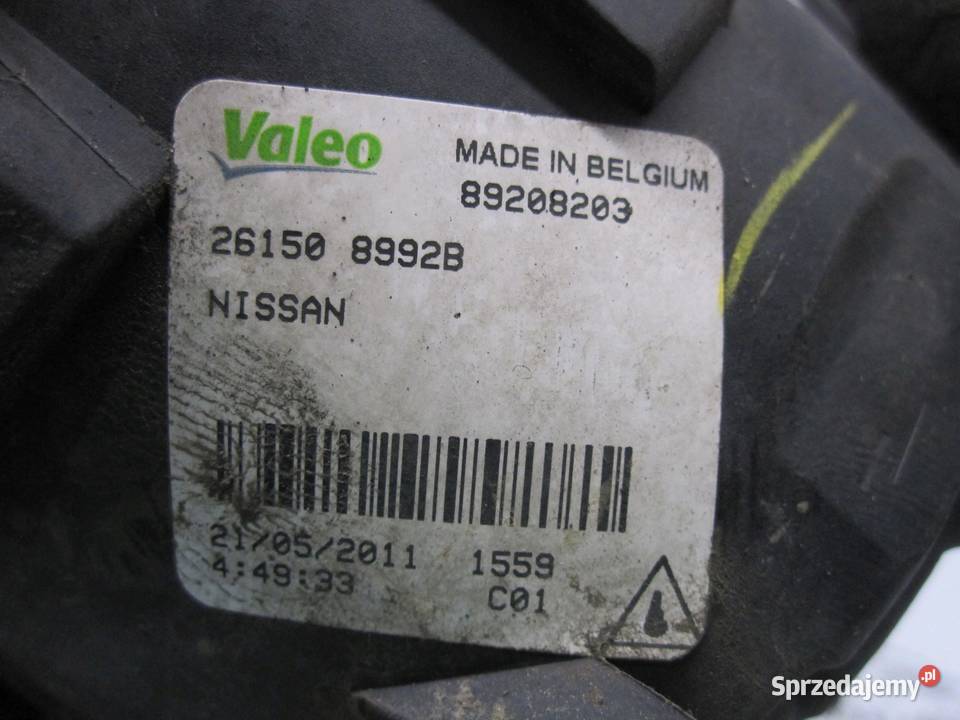 Valeo
MADE IN BELGIUM
89208203
26150 8992B
NISSAN
21/05/2011 1559
4:49:33 C01
Sprzedajemy.pl